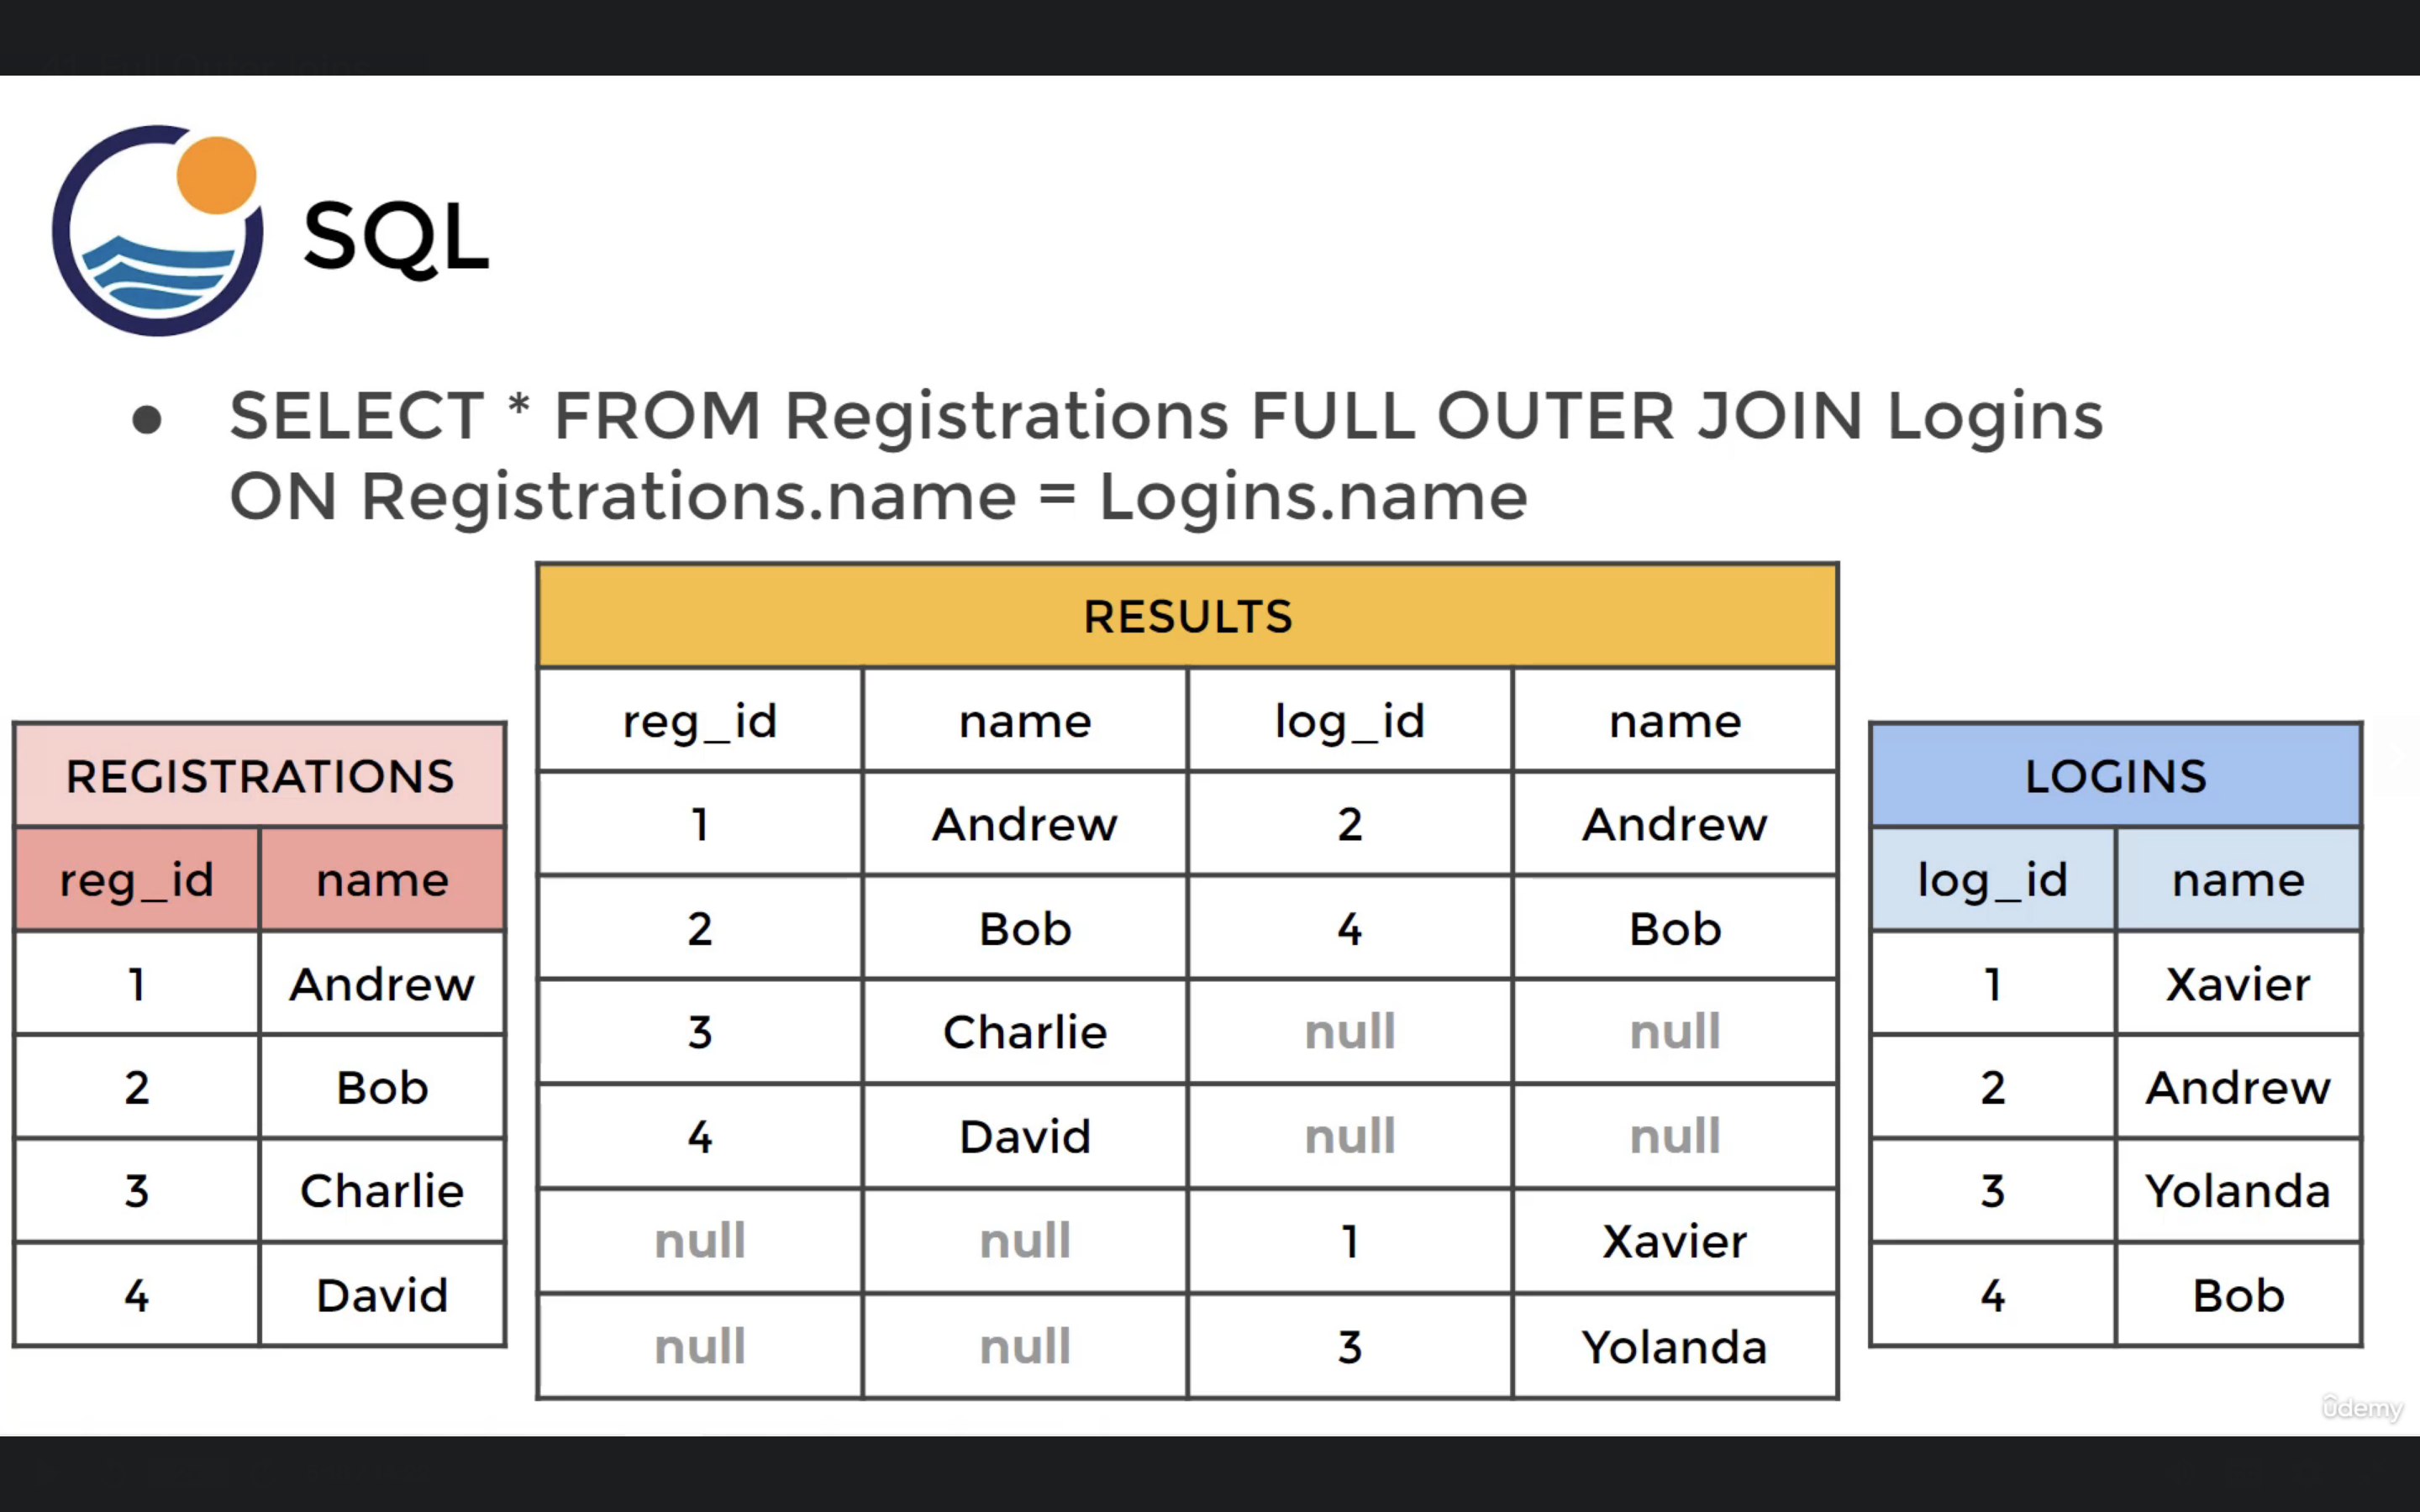 SQL
● SELECT * FROM Registrations FULL OUTER JOIN Logins
ON Registrations.name = Logins.name
REGISTRATIONS
reg_id name
1 Andrew
2 Bob
3 Charlie
4 David
RESULTS
reg_id name log_id name
1 Andrew 2 Andrew
2 Bob 4 Bob
3 Charlie null null
4 David null null
null null 1 Xavier
null null 3 Yolanda
LOGINS
log_id name
1 Xavier
2 Andrew
3 Yolanda
4 Bob
ûdemy